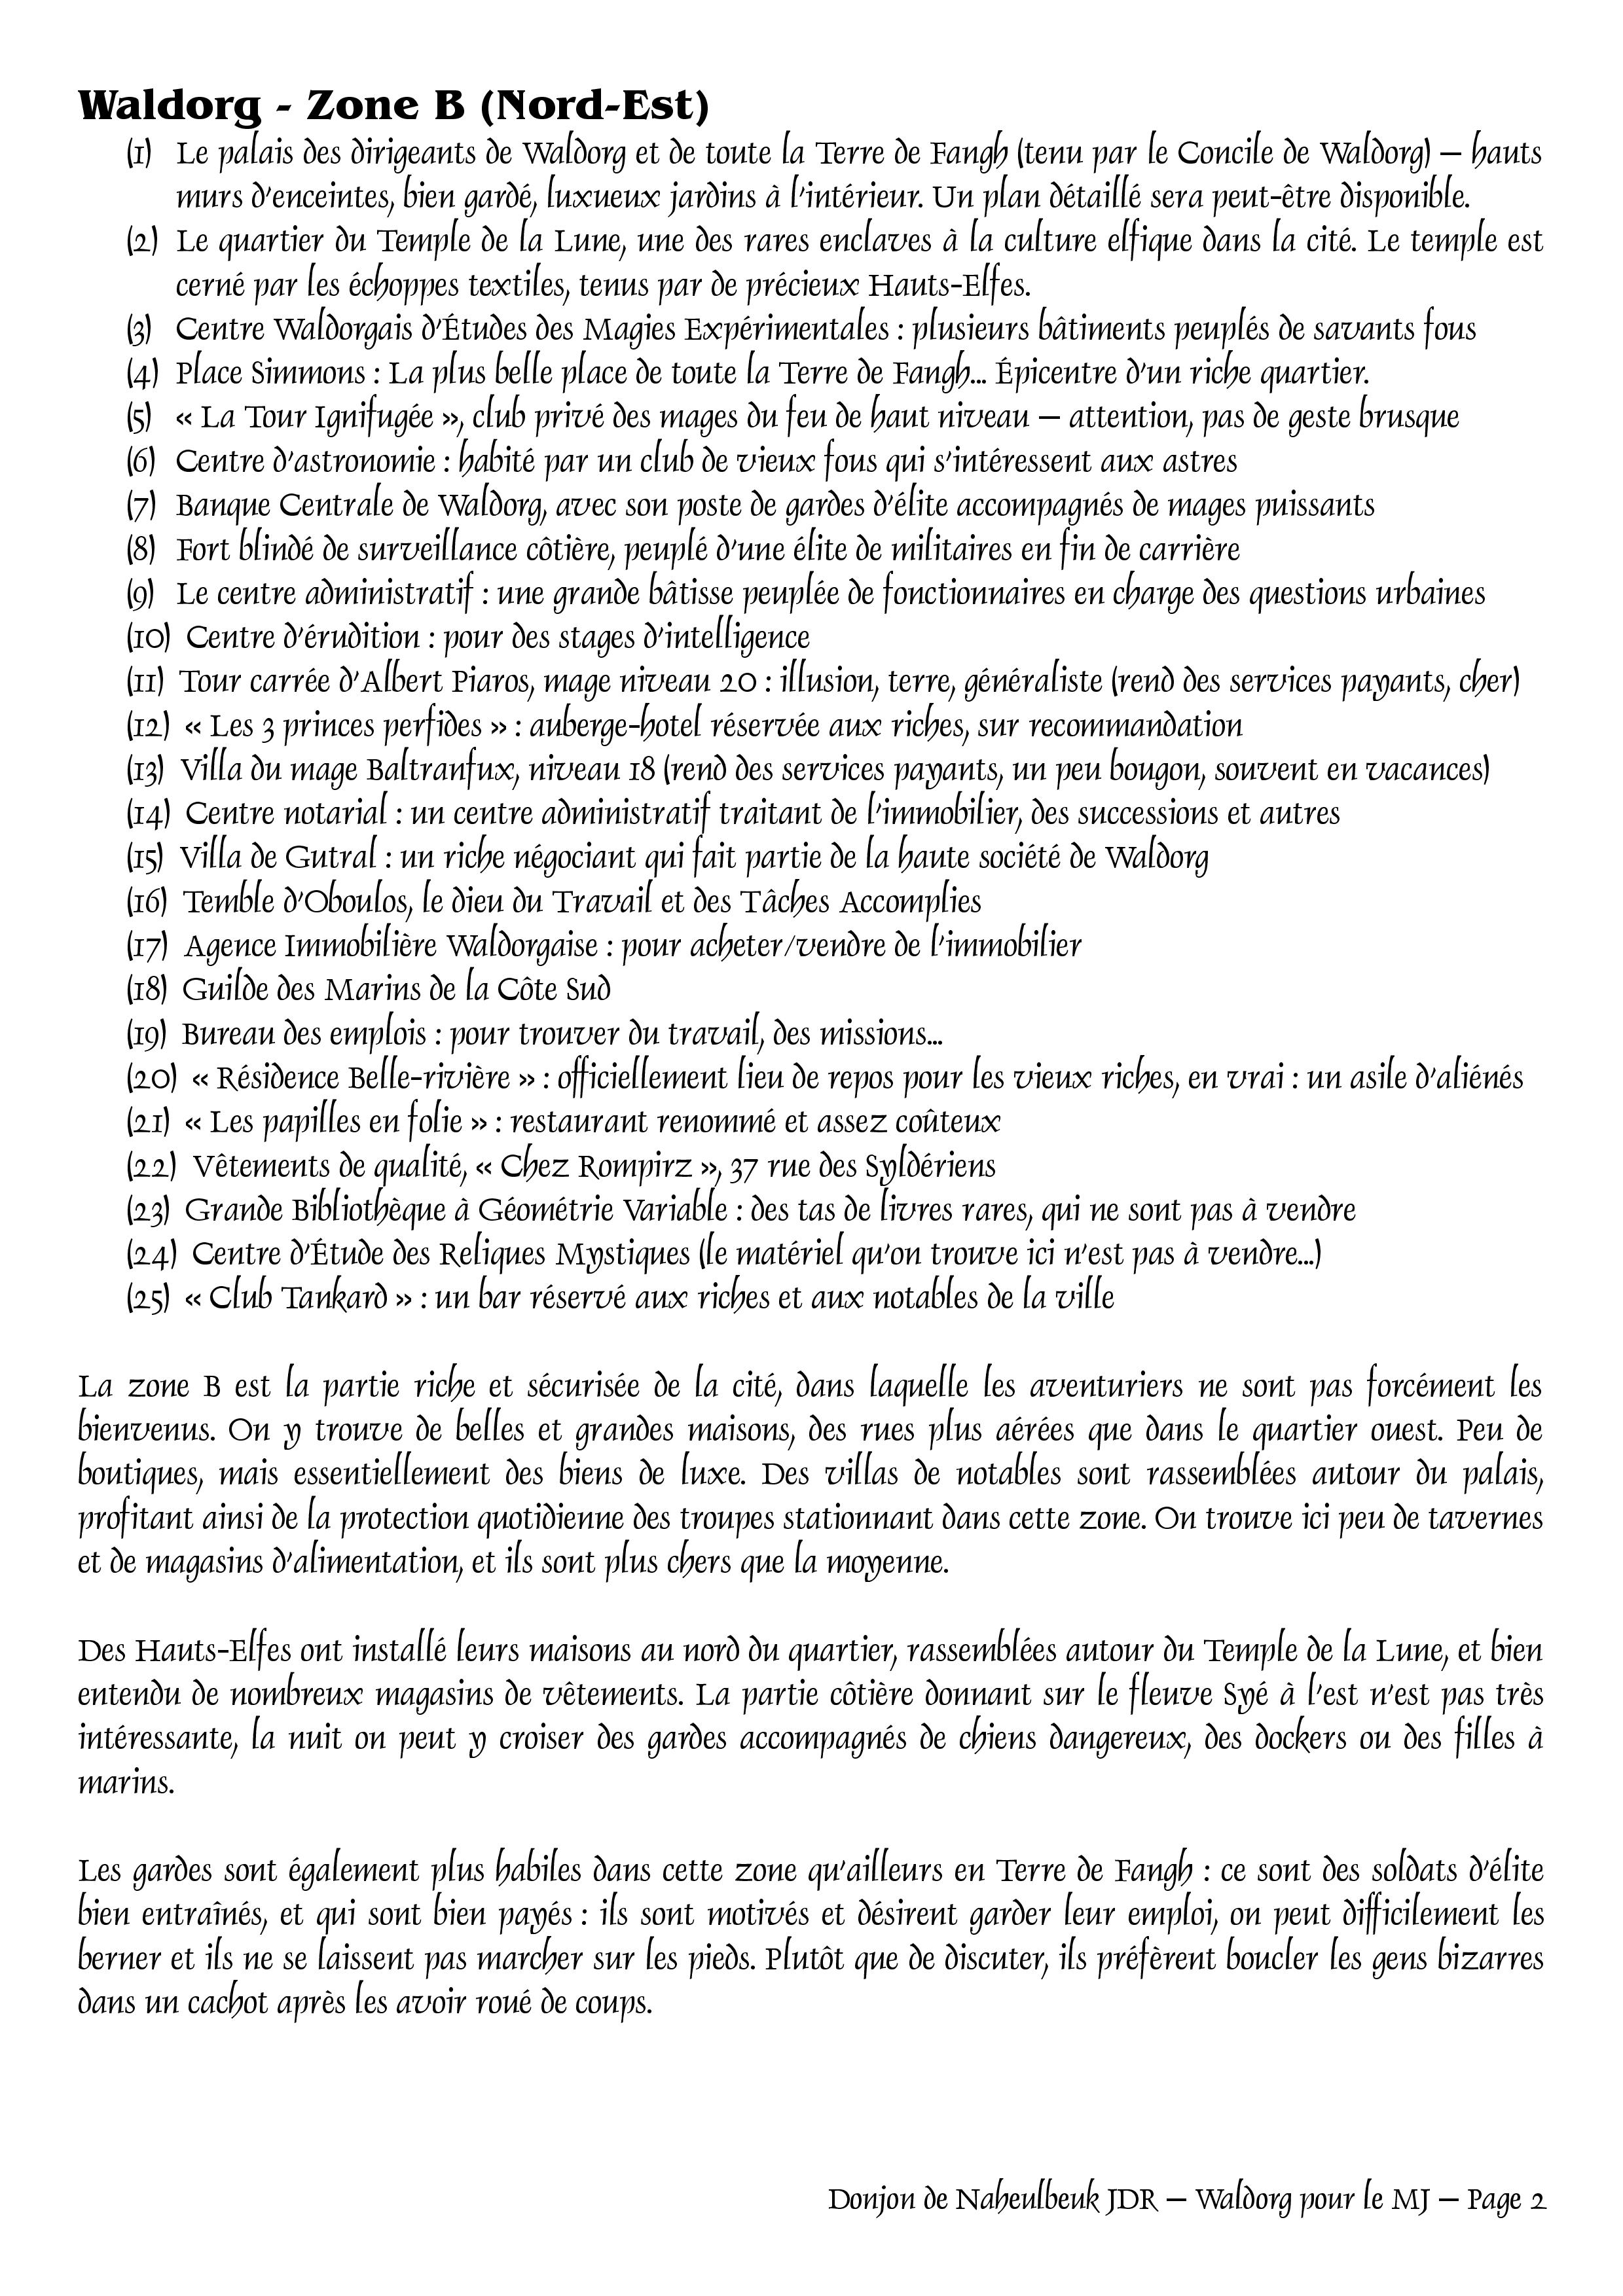 Waldorg - Zone B (Nord-Est)
(1) Le palais des dirigeants de Waldorg et de toute la Terre de Fangh (tenu par le Concile de Waldorg) – hauts
murs d'enceintes, bien gardé, luxueux jardins à l'intérieur. Un plan détaillé sera peut-être disponible.
(2) Le quartier du Temple de la Lune, une des rares enclaves à la culture elfique dans la cité. Le temple est
cerné par les échoppes textiles, tenus par de précieux Hauts-Elfes.
(3) Centre Waldorgais d'Études des Magies Expérimentales : plusieurs bâtiments peuplés de savants fous
(4) Place Simmons : La plus belle place de toute la Terre de Fangh... Épicentre d'un riche quartier.
(5) « La Tour Ignifugée », club privé des mages du feu de haut niveau – attention, pas de geste brusque
(6) Centre d'astronomie : habité par un club de vieux fous qui s'intéressent aux astres
(7) Banque Centrale de Waldorg, avec son poste de gardes d'élite accompagnés de mages puissants
(8) Fort blindé de surveillance côtière, peuplé d'une élite de militaires en fin de carrière
(9) Le centre administratif : une grande bâtisse peuplée de fonctionnaires en charge des questions urbaines
(10) Centre d'érudition : pour des stages d'intelligence
(11) Tour carrée d'Albert Piaros, mage niveau 20 : illusion, terre, généraliste (rend des services payants, cher)
(12) « Les 3 princes perfides » : auberge-hotel réservée aux riches, sur recommandation
(13) Villa du mage Baltranfux, niveau 18 (rend des services payants, un peu bougon, souvent en vacances)
(14) Centre notarial : un centre administratif traitant de l'immobilier, des successions et autres
(15) Villa de Gutral : un riche négociant qui fait partie de la haute société de Waldorg
(16) Temble d'Oboulos, le dieu du Travail et des Tâches Accomplies
(17) Agence Immobilière Waldorgaise : pour acheter/vendre de l'immobilier
(18) Guilde des Marins de la Côte Sud
(19) Bureau des emplois : pour trouver du travail, des missions...
(20) « Résidence Belle-rivière » : officiellement lieu de repos pour les vieux riches, en vrai : un asile d'aliénés
(21) « Les papilles en folie » : restaurant renommé et assez coûteux
(22) Vêtements de qualité, « Chez Rompirz », 37 rue des Syldériens
(23) Grande Bibliothèque à Géométrie Variable : des tas de livres rares, qui ne sont pas à vendre
(24) Centre d'Étude des Reliques Mystiques (le matériel qu'on trouve ici n'est pas à vendre...)
(25) « Club Tankard » : un bar réservé aux riches et aux notables de la ville
La zone B est la partie riche et sécurisée de la cité, dans laquelle les aventuriers ne sont pas forcément les
bienvenus. On y trouve de belles et grandes maisons, des rues plus aérées que dans le quartier ouest. Peu de
boutiques, mais essentiellement des biens de luxe. Des villas de notables sont rassemblées autour du palais,
profitant ainsi de la protection quotidienne des troupes stationnant dans cette zone. On trouve ici peu de tavernes
et de magasins d'alimentation, et ils sont plus chers que la moyenne.
Des Hauts-Elfes ont installé leurs maisons au nord du quartier, rassemblées autour du Temple de la Lune, et bien
entendu de nombreux magasins de vêtements. La partie côtière donnant sur le fleuve Syé à l'est n'est pas très
intéressante, la nuit on peut y croiser des gardes accompagnés de chiens dangereux, des dockers ou des filles à
marins.
Les gardes sont également plus habiles dans cette zone qu'ailleurs en Terre de Fangh : ce sont des soldats d'élite
bien entraînés, et qui sont bien payés : ils sont motivés et désirent garder leur emploi, on peut difficilement les
berner et ils ne se laissent pas marcher sur les pieds. Plutôt que de discuter, ils préfèrent boucler les gens bizarres
dans un cachot après les avoir roué de coups.
Donjon de Naheulbeuk JDR – Waldorg pour le MJ – Page 2